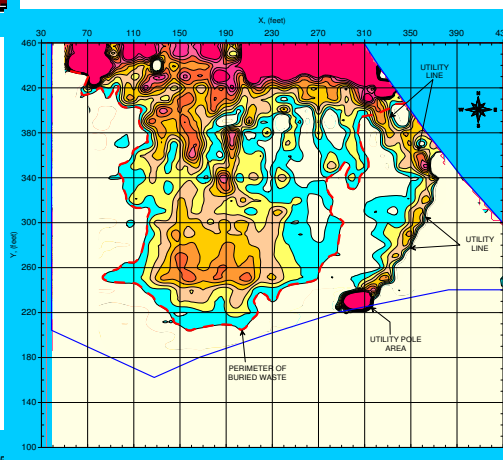 X, (feet)
30 70 110 150 190 230 270 310 350 390 43
460
420
380
340
300
260
220
180
140
100
Y, (feet)
UTILITY
LINE
UTILITY
LINE
UTILITY POLE
AREA
PERIMETER OF
BURIED WASTE